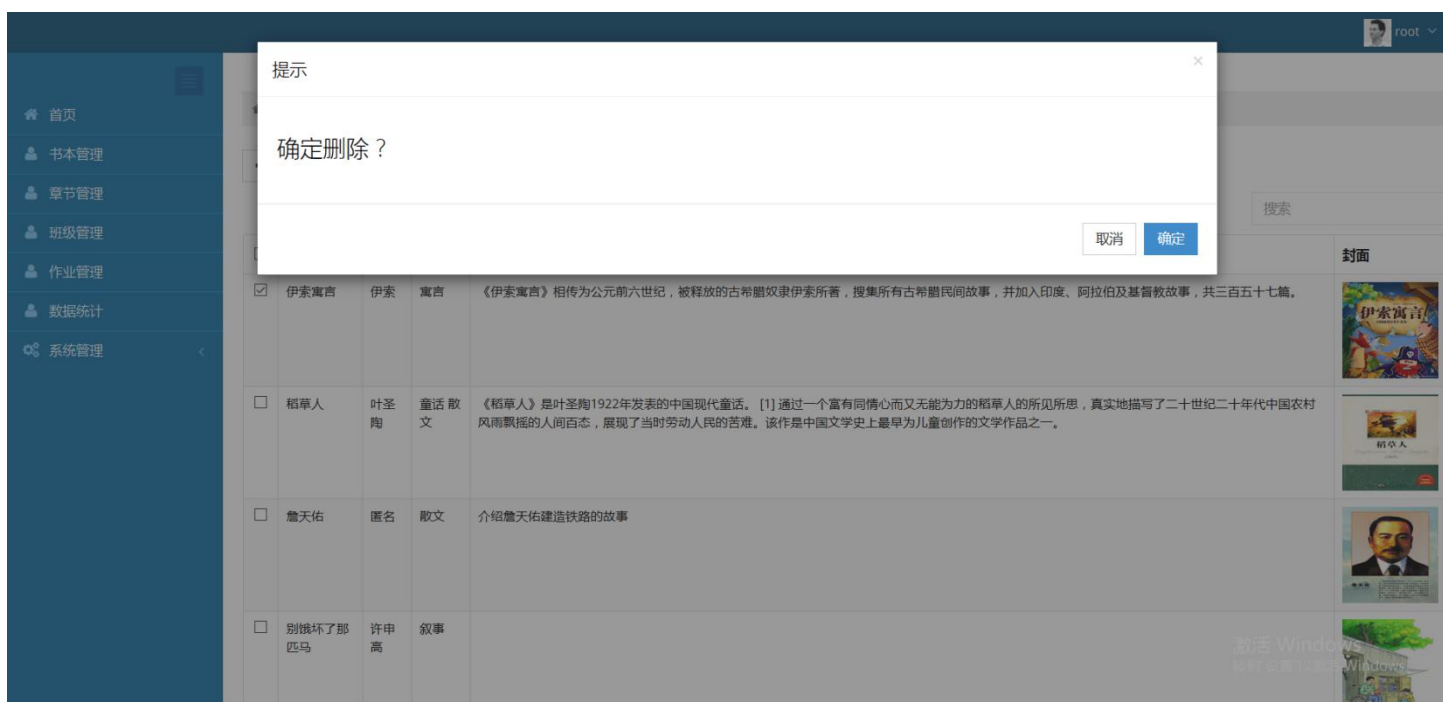 root
提示
×
首页
确定删除？
书本管理
章节管理
班级管理
搜索
取消 确定
作业管理
封面
数据统计
伊索寓言 伊索 寓言 《伊索寓言》相传为公元前六世纪，被释放的古希腊奴隶伊索所著，搜集所有古希腊民间故事，并加入印度、阿拉伯及基督教故事，共三百五十七篇。
伊索寓言
系统管理
稻草人 叶圣 童话 散 《稻草人》是叶圣陶1922年发表的中国现代童话。 [1] 通过一个富有同情心而又无能为力的稻草人的所见所思，真实地描写了二十世纪二十年代中国农村
陶 文 风雨飘摇的人间百态，展现了当时劳动人民的苦难。该作是中国文学史上最早为儿童创作的文学作品之一。
稻草人
詹天佑 匿名 散文 介绍詹天佑建造铁路的故事
别饿坏了那 许申 叙事
匹马 高
激活 Windows
转到"设置"以激活 Windows。